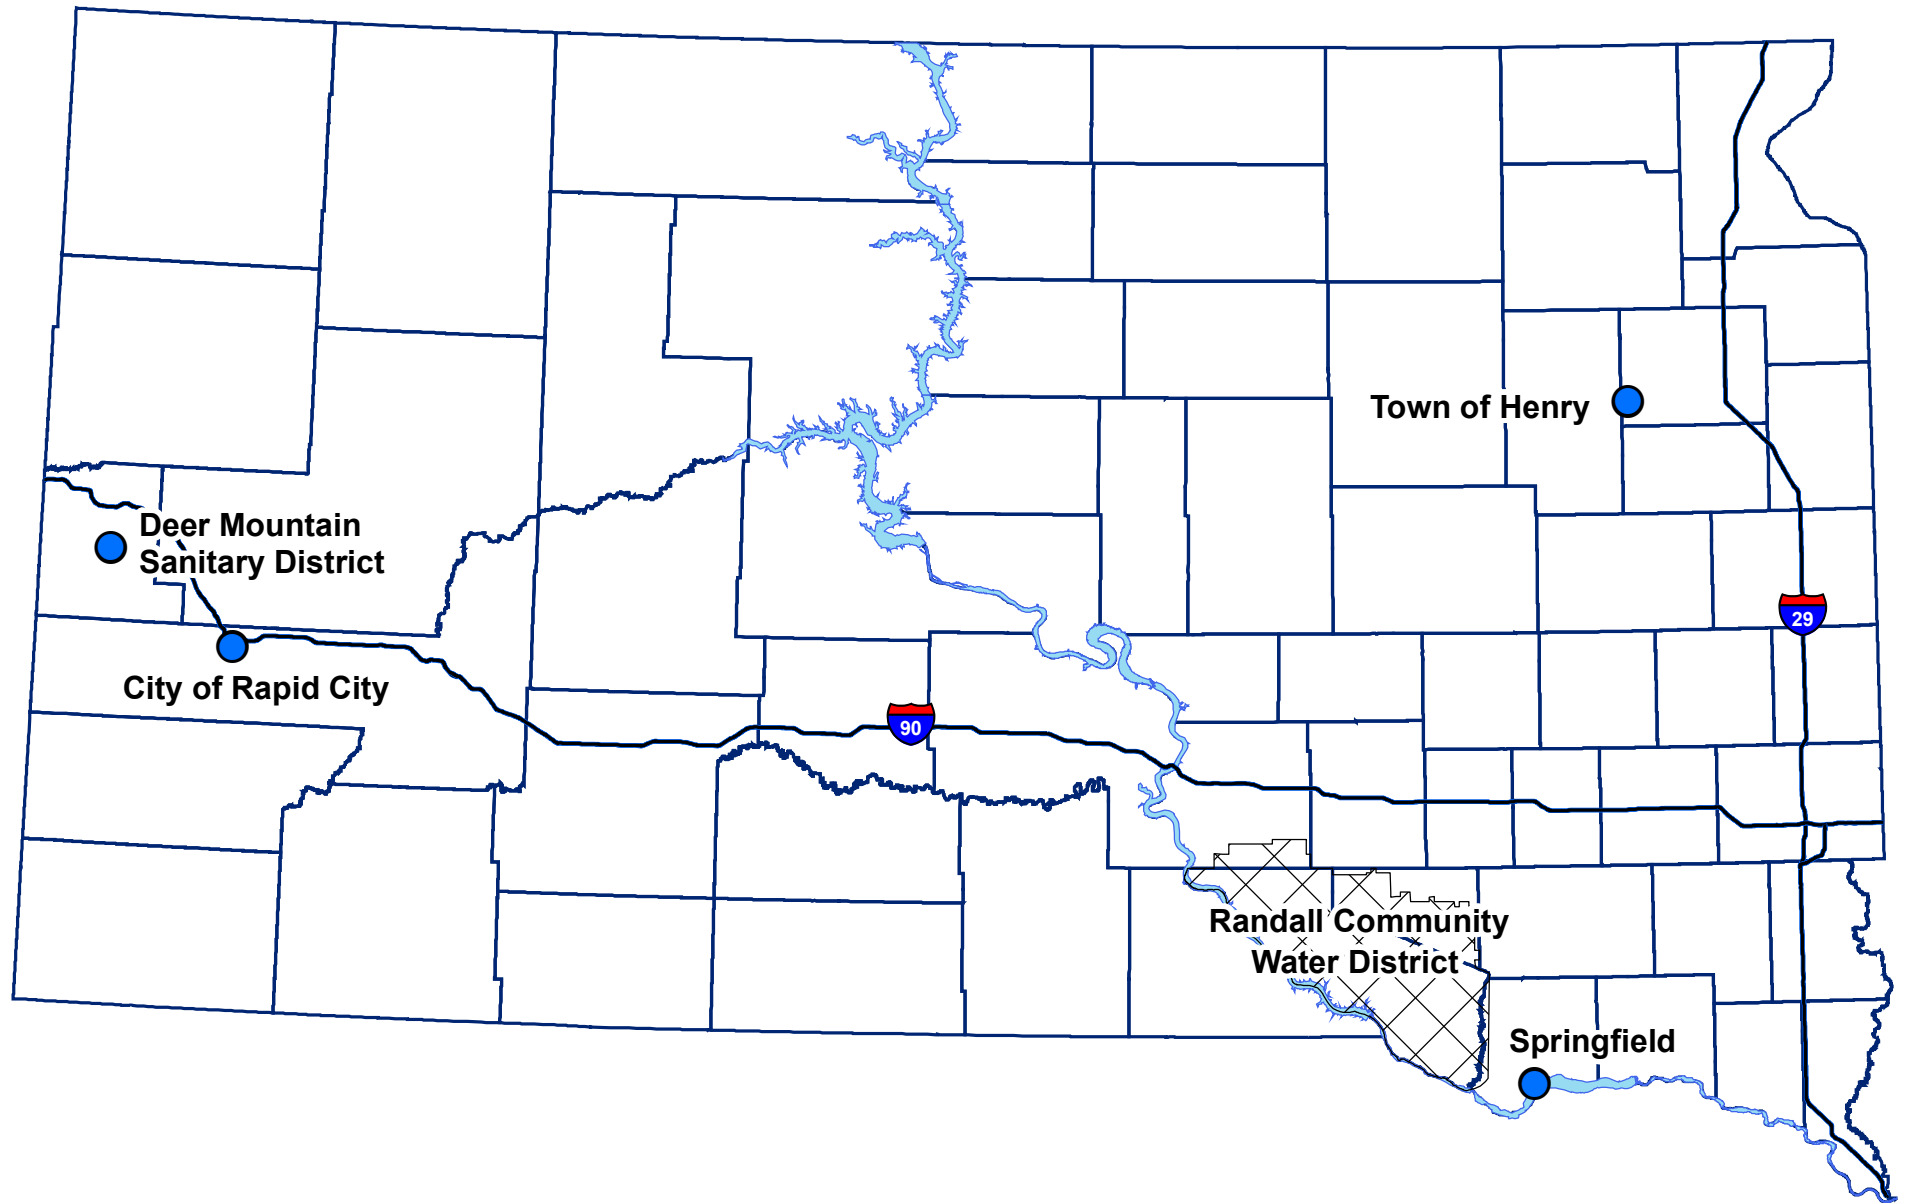 Town of Henry
Deer Mountain
Sanitary District
29
City of Rapid City
90
Randall Community
Water District
Springfield